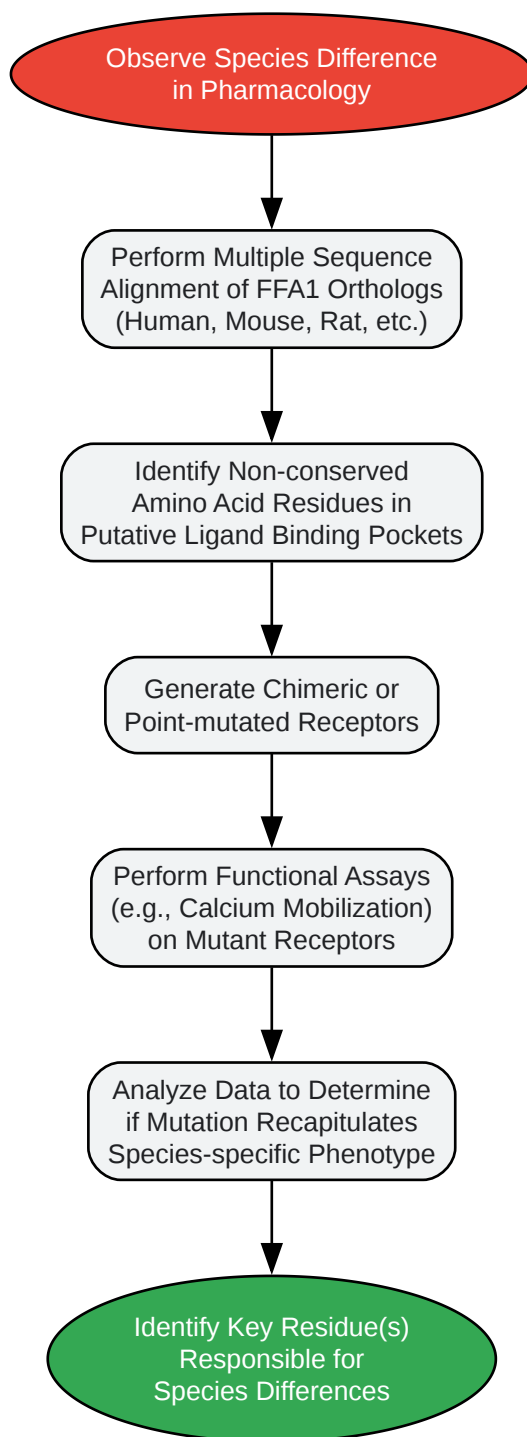 Observe Species Difference
in Pharmacology
Perform Multiple Sequence
Alignment of FFA1 Orthologs
(Human, Mouse, Rat, etc.)
Identify Non-conserved
Amino Acid Residues in
Putative Ligand Binding Pockets
Generate Chimeric or
Point-mutated Receptors
Perform Functional Assays
(e.g., Calcium Mobilization)
on Mutant Receptors
Analyze Data to Determine
if Mutation Recapitulates
Species-specific Phenotype
Identify Key Residue(s)
Responsible for
Species Differences